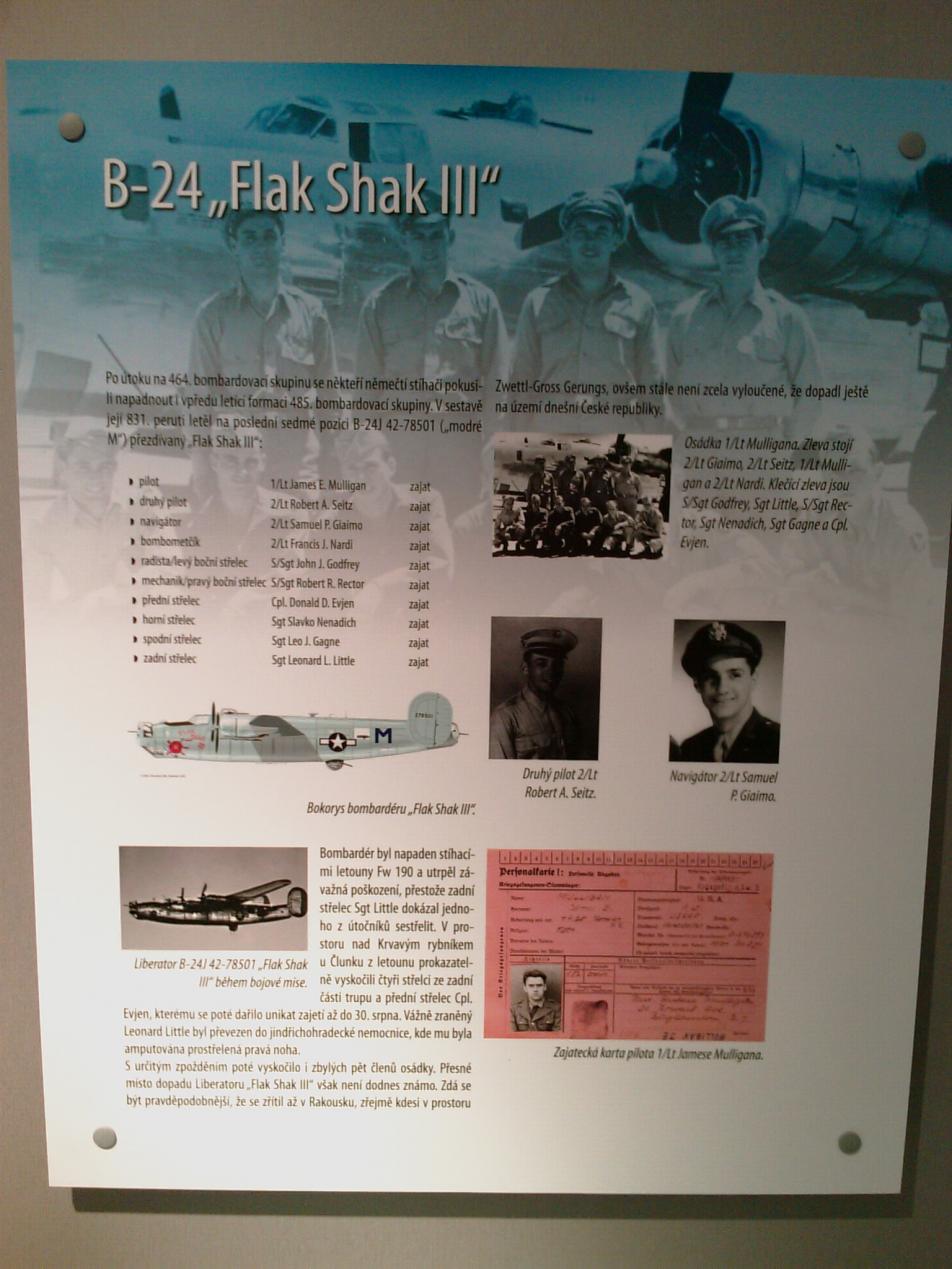 B-24 „Flak Shak III“
Po útoku na 464. bombardovací skupinu se někteří němečtí stíhači pokusi-
li napadnout i vpředu letící formaci 485. bombardovací skupiny. V sestavě
její 831. peruti letěl na poslední sedmé pozici B-24J 42-78501 („modré
M“) přezdívaný „Flak Shak III“:
pilot 1/Lt James E. Mulligan zajat
druhý pilot 2/Lt Robert A. Seitz zajat
navigátor 2/Lt Samuel P. Giaimo zajat
bombometčík 2/Lt Francis J. Nardi zajat
radista/levý boční střelec S/Sgt John J. Godfrey zajat
mechanik/pravý boční střelec S/Sgt Robert R. Rector zajat
přední střelec Cpl. Donald D. Evjen zajat
horní střelec Sgt Slavko Nenadich zajat
spodní střelec Sgt Leo J. Gagne zajat
zadní střelec Sgt Leonard L. Little zajat
M
Bokorys bombardéru „Flak Shak III“.
Liberator B-24J 42-78501 „Flak Shak
III“ během bojové mise.
Bombardér byl napaden stíhací-
mi letouny Fw 190 a utrpěl zá-
važná poškození, přestože zadní
střelec Sgt Little dokázal jedno-
ho z útočníků sestřelit. V pro-
storu nad Krvavým rybníkem
u Člunku z letounu prokazatel-
ně vyskočili čtyři střelci ze zadní
části trupu a přední střelec Cpl.
Evjen, kterému se poté dařilo unikat zajetí až do 30. srpna. Vážně zraněný
Leonard Little byl převezen do jindřichohradecké nemocnice, kde mu byla
amputována prostřelená pravá noha.
S určitým zpožděním poté vyskočilo i zbylých pět členů osádky. Přesné
místo dopadu Liberatoru „Flak Shak III“ však není dodnes známo. Zdá se
být pravděpodobnější, že se zřítil až v Rakousku, zřejmě kdesi v prostoru
Zwettl-Gross Gerungs, ovšem stále není zcela vyloučené, že dopadl ještě
na území dnešní České republiky.
Osádka 1/Lt Mulligana. Zleva stojí
2/Lt Giaimo, 2/Lt Seitz, 1/Lt Mulli-
gan a 2/Lt Nardi. Klečící zleva jsou
S/Sgt Godfrey, Sgt Little, S/Sgt Rec-
tor, Sgt Nenadich, Sgt Gagne a Cpl.
Evjen.
Druhý pilot 2/Lt
Robert A. Seitz.
Navigátor 2/Lt Samuel
P. Giaimo.
Personalkarte I: Personelle Angaben
Kriegsgefangenen-Stammlager:
Name:
Zajatecká karta pilota 1/Lt Jamese Mulligana.